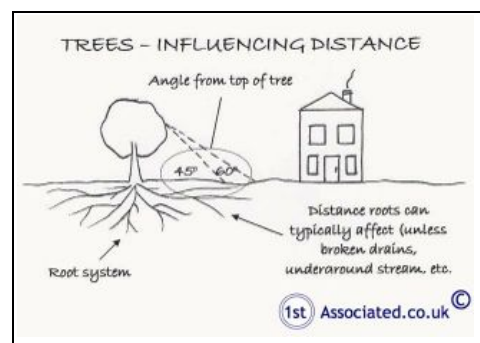 TREES – INFLUENCING DISTANCE
Angle from top of tree
45° 60°
Distance roots can
typically affect (unless
broken drains,
underaround stream, etc.
Root system
1st Associated.co.uk ©